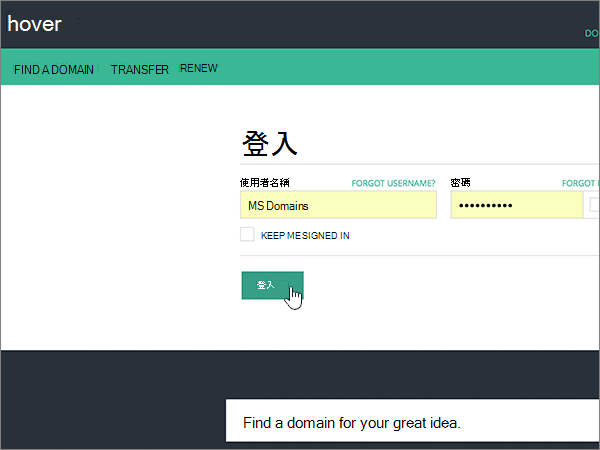 hover
DO
FIND A DOMAIN TRANSFER RENEW
登入
使用者名稱 FORGOT USERNAME? 密碼 FORGOT
MS Domains ••••••••••
KEEP ME SIGNED IN
登入
Find a domain for your great idea.